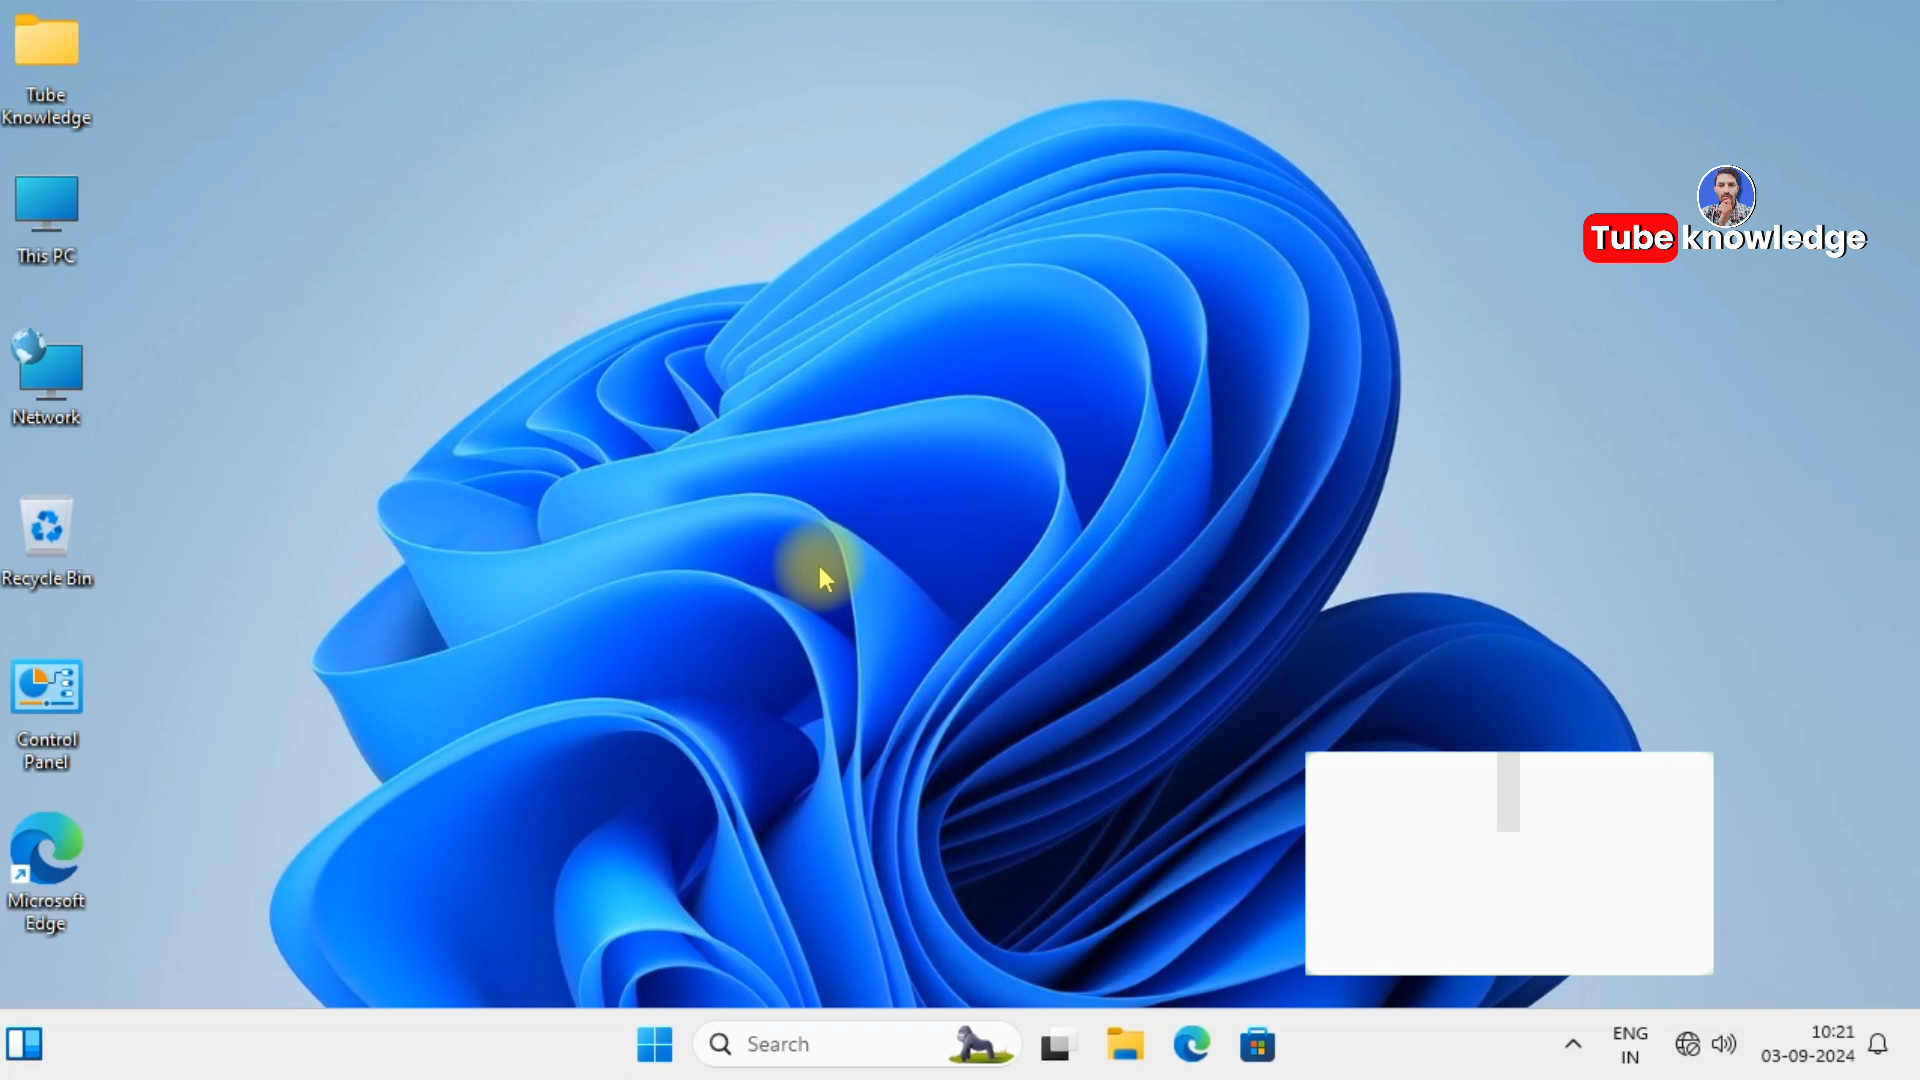 Tube
Knowledge
This PC
Network
Recycle Bin
Control
Panel
Microsoft
Edge
Tube knowledge
Search
ENG
IN
10:21
03-09-2024